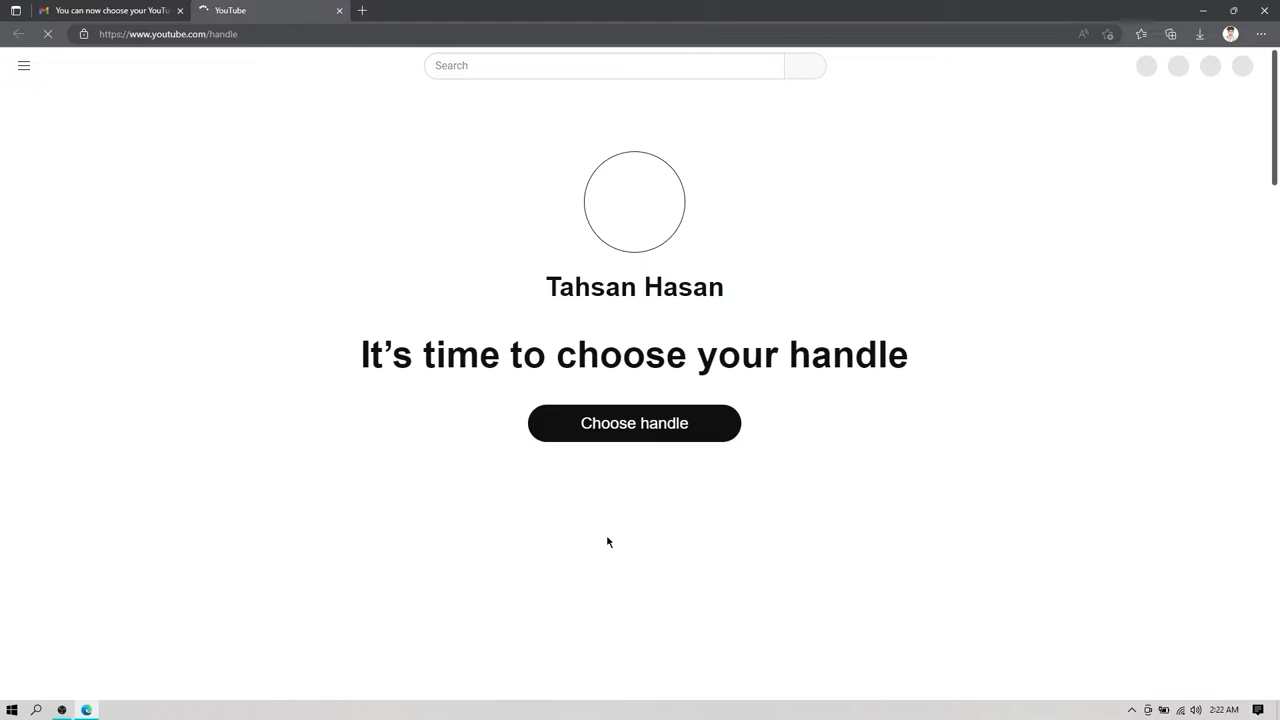 You can now choose your YouTu
YouTube
https://www.youtube.com/handle
Search
Tahsan Hasan
It’s time to choose your handle
Choose handle
2:22 AM